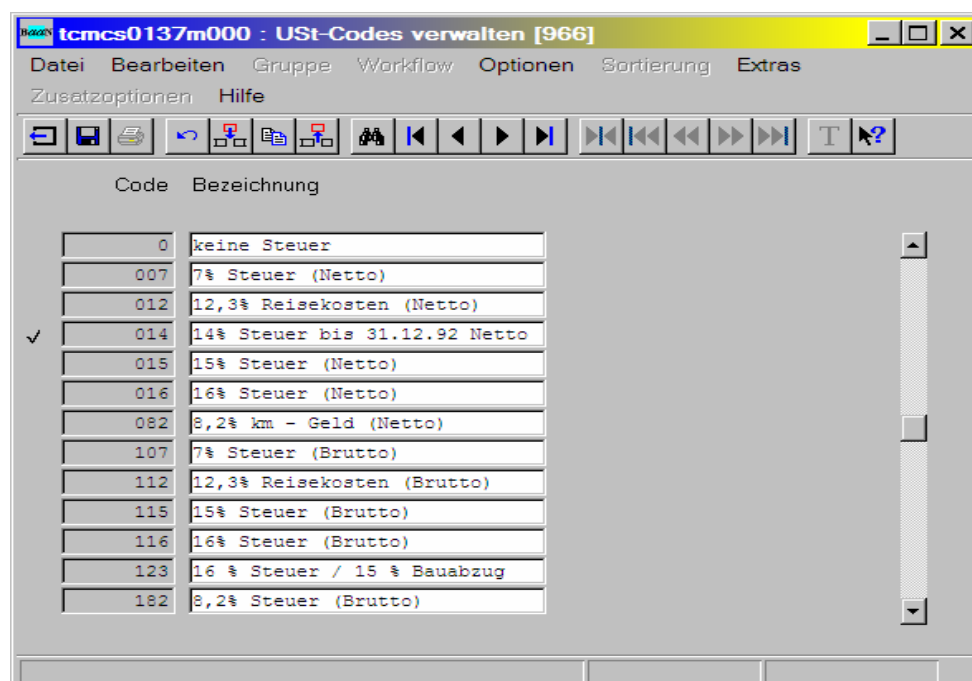 BaaN tcmcs0137m000 : USt-Codes verwalten [966]
Datei Bearbeiten Gruppe Workflow Optionen Sortierung Extras
Zusatzoptionen Hilfe
T ?
Code Bezeichnung
0 keine Steuer
007 7% Steuer (Netto)
012 12,3% Reisekosten (Netto)
014 14% Steuer bis 31.12.92 Netto
015 15% Steuer (Netto)
016 16% Steuer (Netto)
082 8,2% km - Geld (Netto)
107 7% Steuer (Brutto)
112 12,3% Reisekosten (Brutto)
115 15% Steuer (Brutto)
116 16% Steuer (Brutto)
123 16 % Steuer / 15 % Bauabzug
182 8,2% Steuer (Brutto)